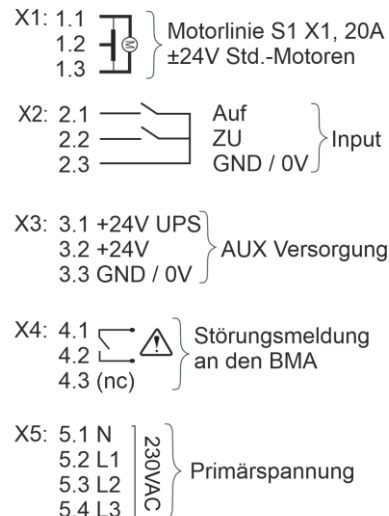 X1: 1.1
1.2
1.3
M
Motorlinie S1 X1, 20A
±24V Std.-Motoren
X2: 2.1 Auf
2.2 ZU
2.3 GND / 0V
Input
X3: 3.1 +24V UPS
3.2 +24V
3.3 GND / 0V
AUX Versorgung
X4: 4.1
4.2
4.3 (nc)
Störungsmeldung
an den BMA
X5: 5.1 N
5.2 L1
5.3 L2
5.4 L3
230VAC
Primärspannung